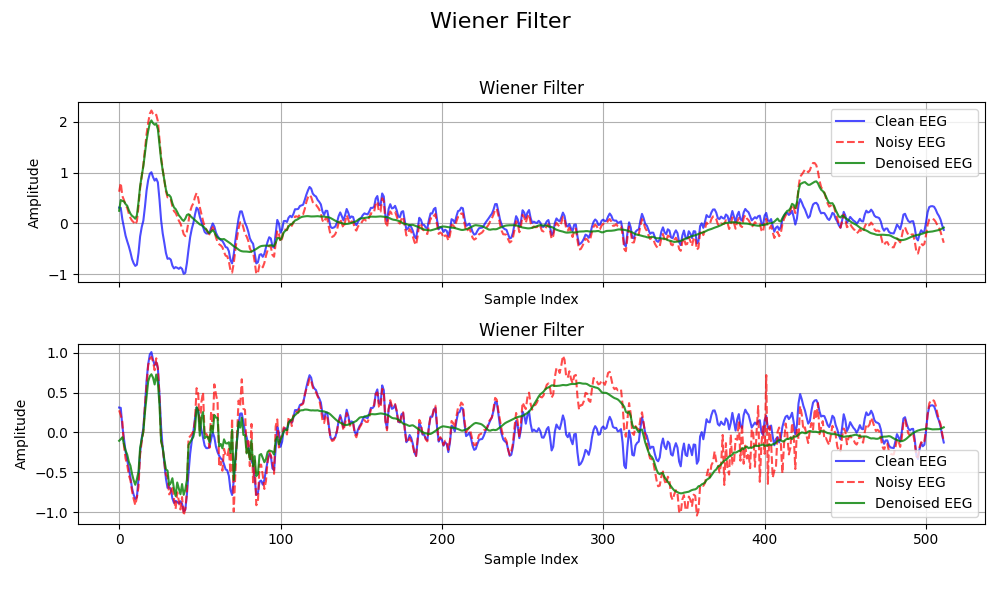 Wiener Filter
Wiener Filter
Clean EEG
Noisy EEG
Denoised EEG
2
1
0
−1
Amplitude
Sample Index
Wiener Filter
1.0
0.5
0.0
−0.5
−1.0
Amplitude
Clean EEG
Noisy EEG
Denoised EEG
0 100 200 300 400 500
Sample Index